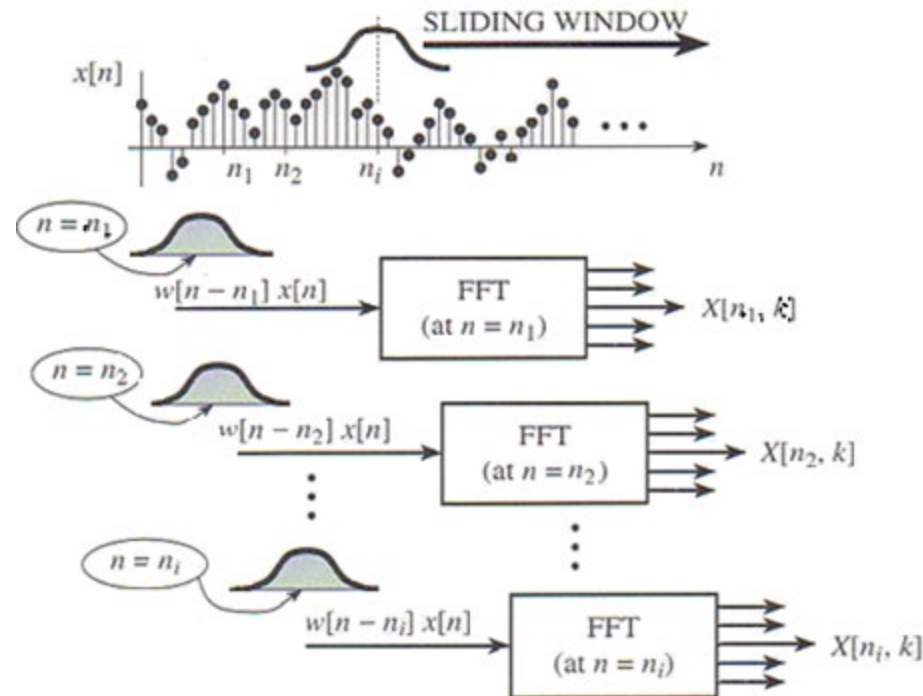 SLIDING WINDOW
x[n]
n₁ n₂ nᵢ n
n = n₁
w[n − n₁] x[n]
FFT
(at n = n₁)
X[n₁, k]
n = n₂
w[n − n₂] x[n]
FFT
(at n = n₂)
X[n₂, k]
n = nᵢ
w[n − nᵢ] x[n]
FFT
(at n = nᵢ)
X[nᵢ, k]